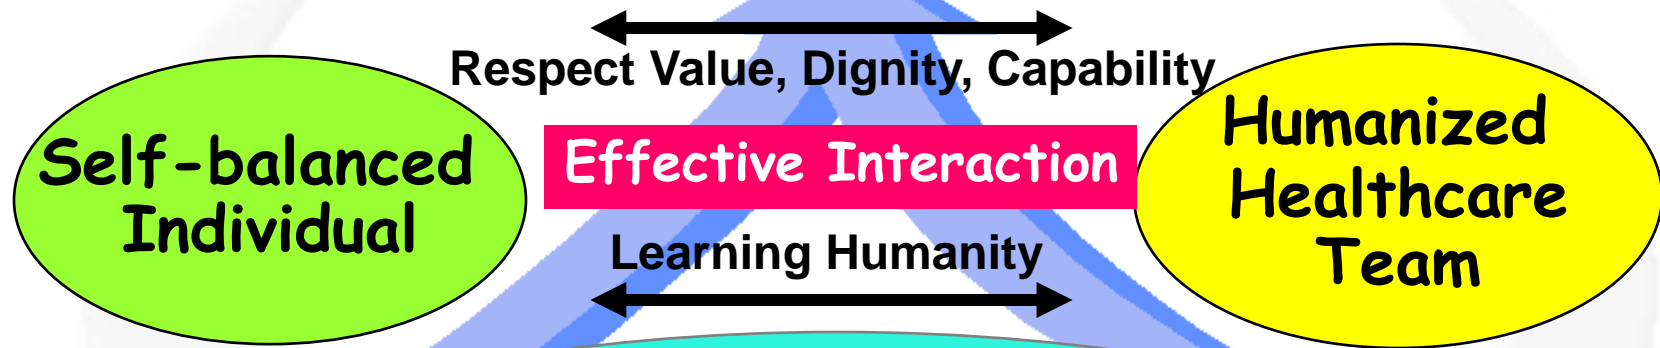 Respect Value, Dignity, Capability
Self-balanced
Individual
Effective Interaction
Humanized
Healthcare
Team
Learning Humanity